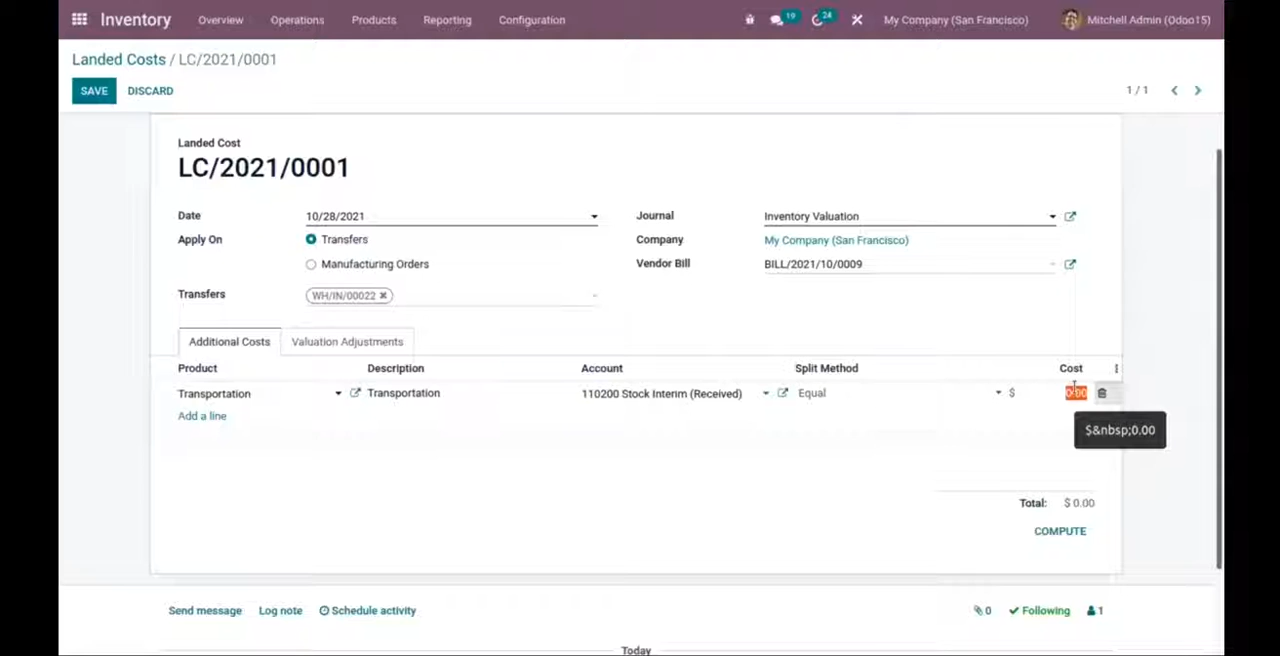 Inventory Overview Operations Products Reporting Configuration 19 24 My Company (San Francisco) Mitchell Admin (Odoo15)
Landed Costs / LC/2021/0001
SAVE DISCARD 1 / 1
Landed Cost
LC/2021/0001
Date 10/28/2021 Journal Inventory Valuation
Apply On Transfers Company My Company (San Francisco)
Manufacturing Orders Vendor Bill BILL/2021/10/0009
Transfers WH/IN/00022
Additional Costs Valuation Adjustments
Product Description Account Split Method Cost
Transportation Transportation 110200 Stock Interim (Received) Equal $ 0.00
Add a line
$&nbsp;0.00
Total: $ 0.00
COMPUTE
Send message Log note Schedule activity 0 Following 1
Today